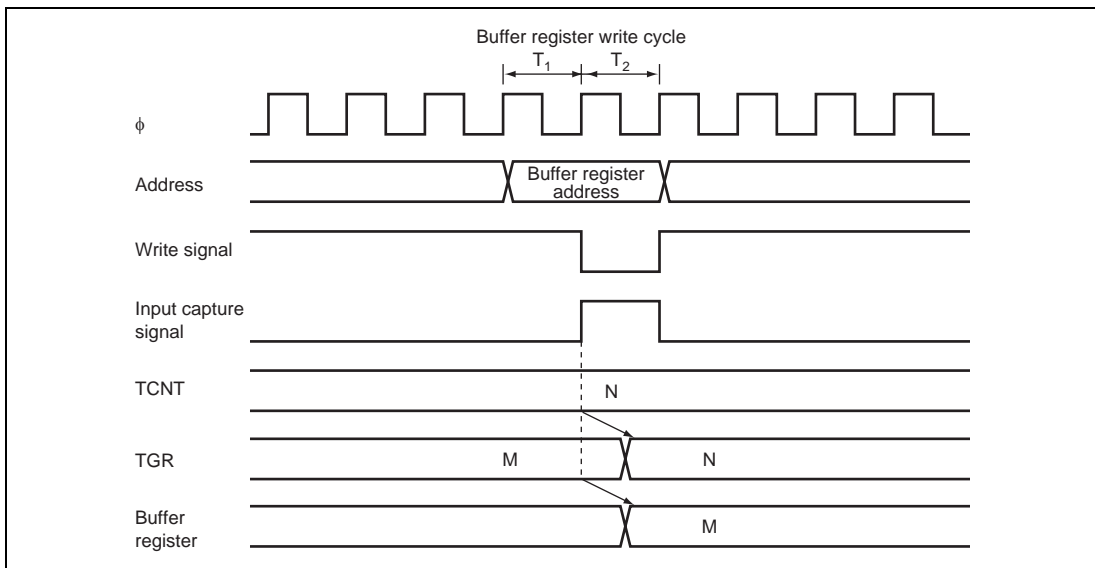 Buffer register write cycle
T1 T2
ϕ
Address
Buffer register
address
Write signal
Input capture
signal
TCNT
N
TGR
M N
Buffer
register
M